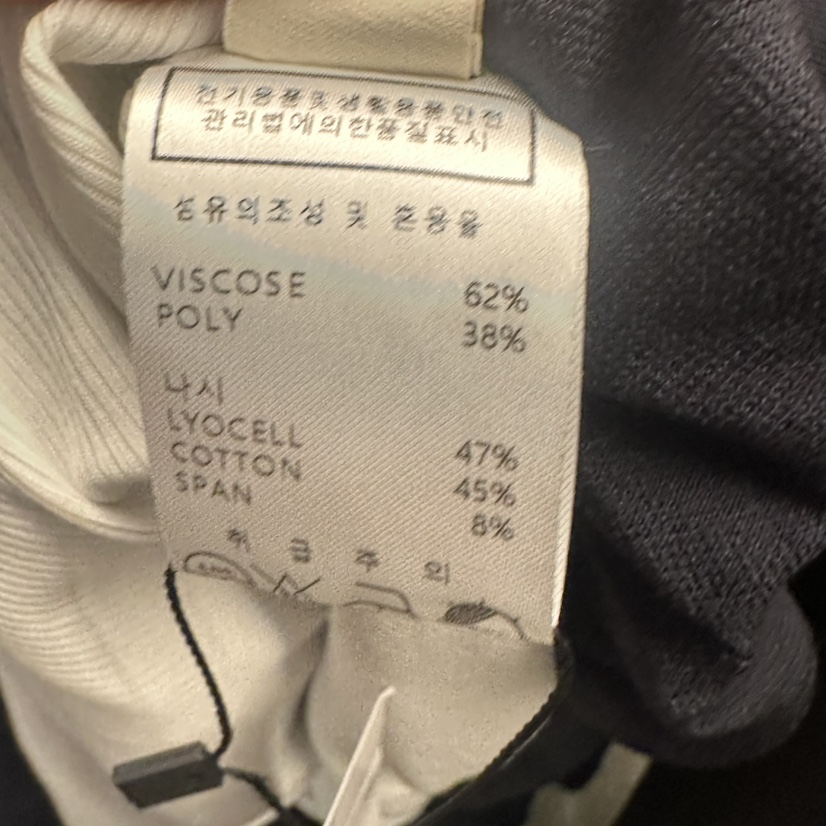 전기용품및생활용품안전
관리법에의한품질표시
섬유의조성 및 혼용율
VISCOSE 62%
POLY 38%
나시
LYOCELL 47%
COTTON 45%
SPAN 8%
취 급 주 의